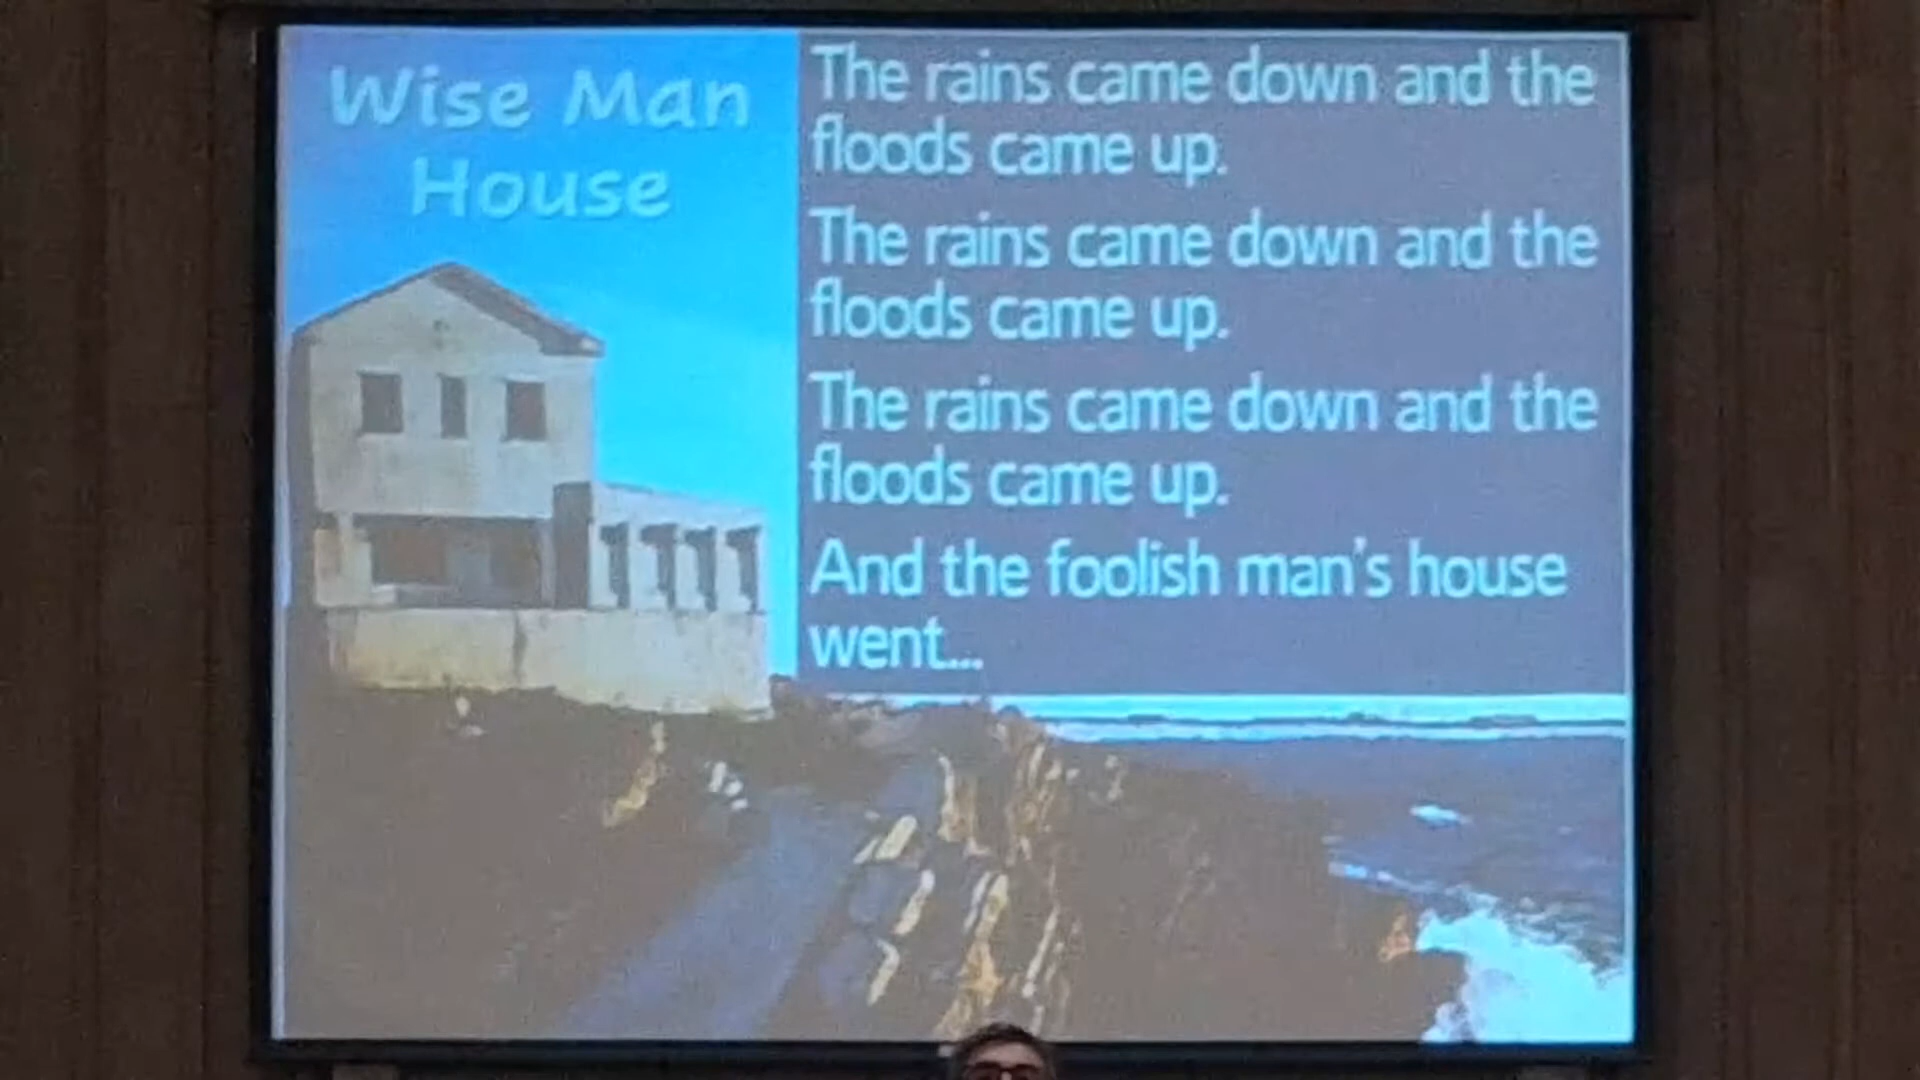 Wise Man
House
The rains came down and the
floods came up.
The rains came down and the
floods came up.
The rains came down and the
floods came up.
And the foolish man's house
went...